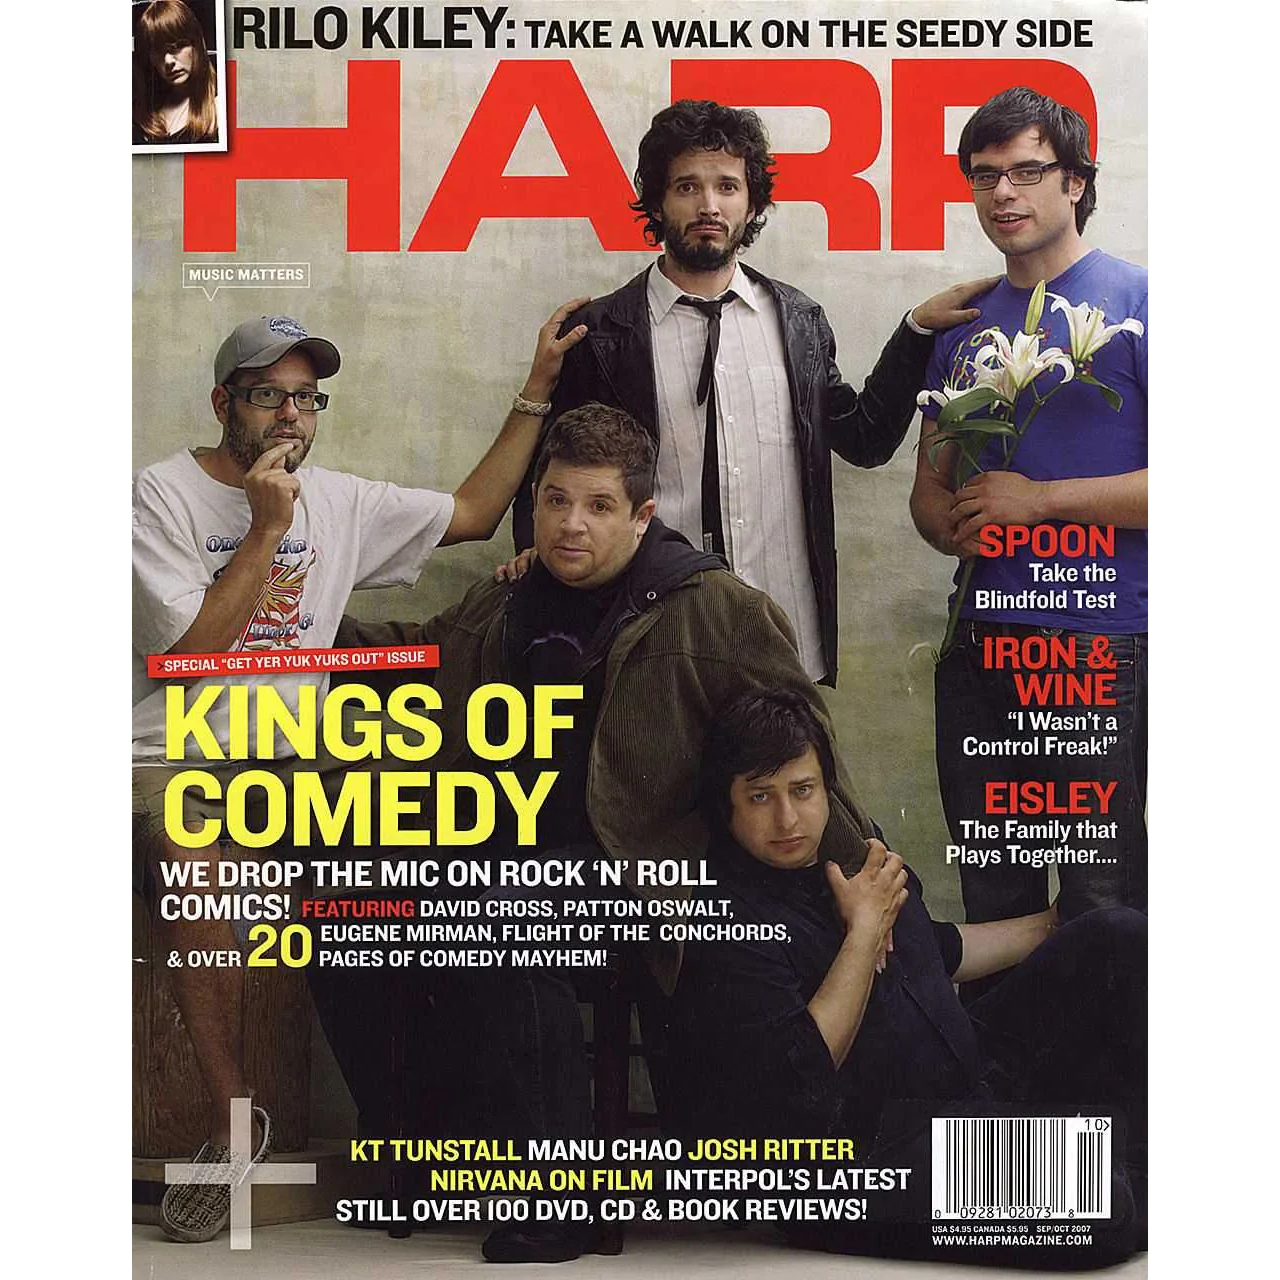 RILO KILEY: TAKE A WALK ON THE SEEDY SIDE
HARP
MUSIC MATTERS
SPOON
Take the
Blindfold Test
IRON &
WINE
“I Wasn’t a
Control Freak!”
EISLEY
The Family that
Plays Together....
>SPECIAL “GET YER YUK YUKS OUT” ISSUE
KINGS OF
COMEDY
WE DROP THE MIC ON ROCK ‘N’ ROLL
COMICS! FEATURING DAVID CROSS, PATTON OSWALT,
EUGENE MIRMAN, FLIGHT OF THE CONCHORDS,
& OVER 20 PAGES OF COMEDY MAYHEM!
KT TUNSTALL MANU CHAO JOSH RITTER
NIRVANA ON FILM INTERPOL’S LATEST
STILL OVER 100 DVD, CD & BOOK REVIEWS!
10>
0 09281 02073 8
USA $4.95 CANADA $5.95 SEP/OCT 2007
WWW.HARPMAGAZINE.COM